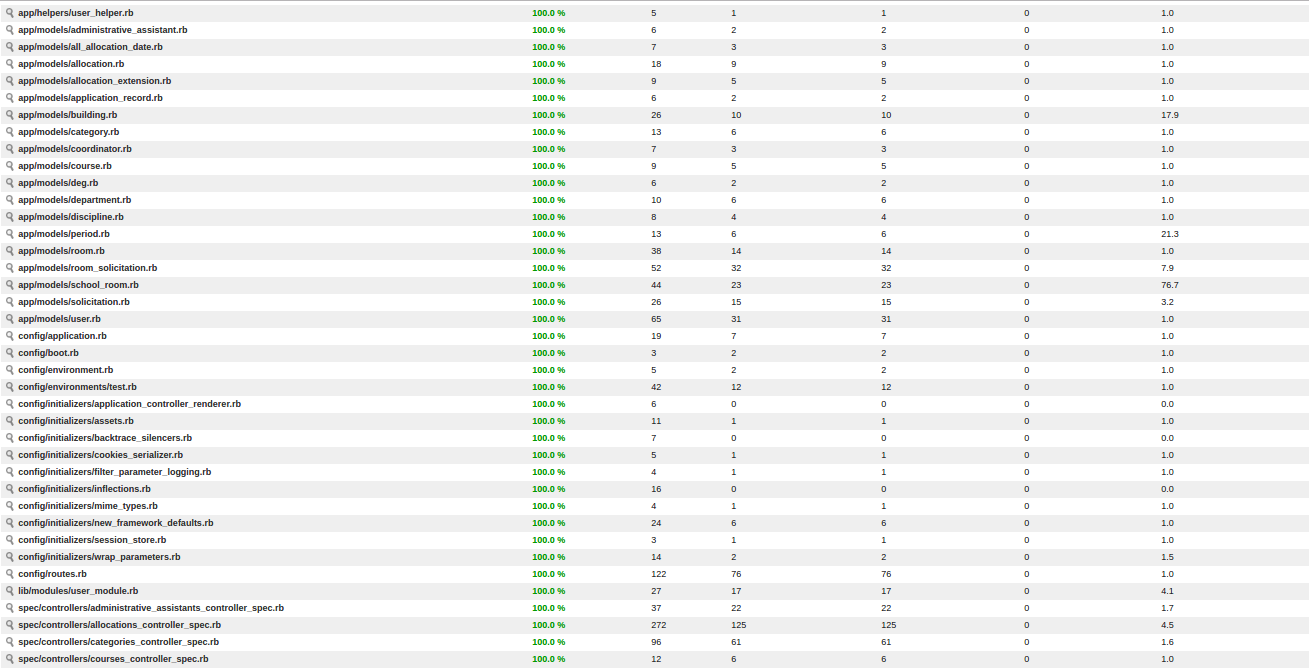 app/helpers/user_helper.rb 100.0 % 5 1 1 0 1.0
app/models/administrative_assistant.rb 100.0 % 6 2 2 0 1.0
app/models/all_allocation_date.rb 100.0 % 7 3 3 0 1.0
app/models/allocation.rb 100.0 % 18 9 9 0 1.0
app/models/allocation_extension.rb 100.0 % 9 5 5 0 1.0
app/models/application_record.rb 100.0 % 6 2 2 0 1.0
app/models/building.rb 100.0 % 26 10 10 0 17.9
app/models/category.rb 100.0 % 13 6 6 0 1.0
app/models/coordinator.rb 100.0 % 7 3 3 0 1.0
app/models/course.rb 100.0 % 9 5 5 0 1.0
app/models/deg.rb 100.0 % 6 2 2 0 1.0
app/models/department.rb 100.0 % 10 6 6 0 1.0
app/models/discipline.rb 100.0 % 8 4 4 0 1.0
app/models/period.rb 100.0 % 13 6 6 0 21.3
app/models/room.rb 100.0 % 38 14 14 0 1.0
app/models/room_solicitation.rb 100.0 % 52 32 32 0 7.9
app/models/school_room.rb 100.0 % 44 23 23 0 76.7
app/models/solicitation.rb 100.0 % 26 15 15 0 3.2
app/models/user.rb 100.0 % 65 31 31 0 1.0
config/application.rb 100.0 % 19 7 7 0 1.0
config/boot.rb 100.0 % 3 2 2 0 1.0
config/environment.rb 100.0 % 5 2 2 0 1.0
config/environments/test.rb 100.0 % 42 12 12 0 1.0
config/initializers/application_controller_renderer.rb 100.0 % 6 0 0 0 0.0
config/initializers/assets.rb 100.0 % 11 1 1 0 1.0
config/initializers/backtrace_silencers.rb 100.0 % 7 0 0 0 0.0
config/initializers/cookies_serializer.rb 100.0 % 5 1 1 0 1.0
config/initializers/filter_parameter_logging.rb 100.0 % 4 1 1 0 1.0
config/initializers/inflections.rb 100.0 % 16 0 0 0 0.0
config/initializers/mime_types.rb 100.0 % 4 1 1 0 1.0
config/initializers/new_framework_defaults.rb 100.0 % 24 6 6 0 1.0
config/initializers/session_store.rb 100.0 % 3 1 1 0 1.0
config/initializers/wrap_parameters.rb 100.0 % 14 2 2 0 1.5
config/routes.rb 100.0 % 122 76 76 0 1.0
lib/modules/user_module.rb 100.0 % 27 17 17 0 4.1
spec/controllers/administrative_assistants_controller_spec.rb 100.0 % 37 22 22 0 1.7
spec/controllers/allocations_controller_spec.rb 100.0 % 272 125 125 0 4.5
spec/controllers/categories_controller_spec.rb 100.0 % 96 61 61 0 1.6
spec/controllers/courses_controller_spec.rb 100.0 % 12 6 6 0 1.0